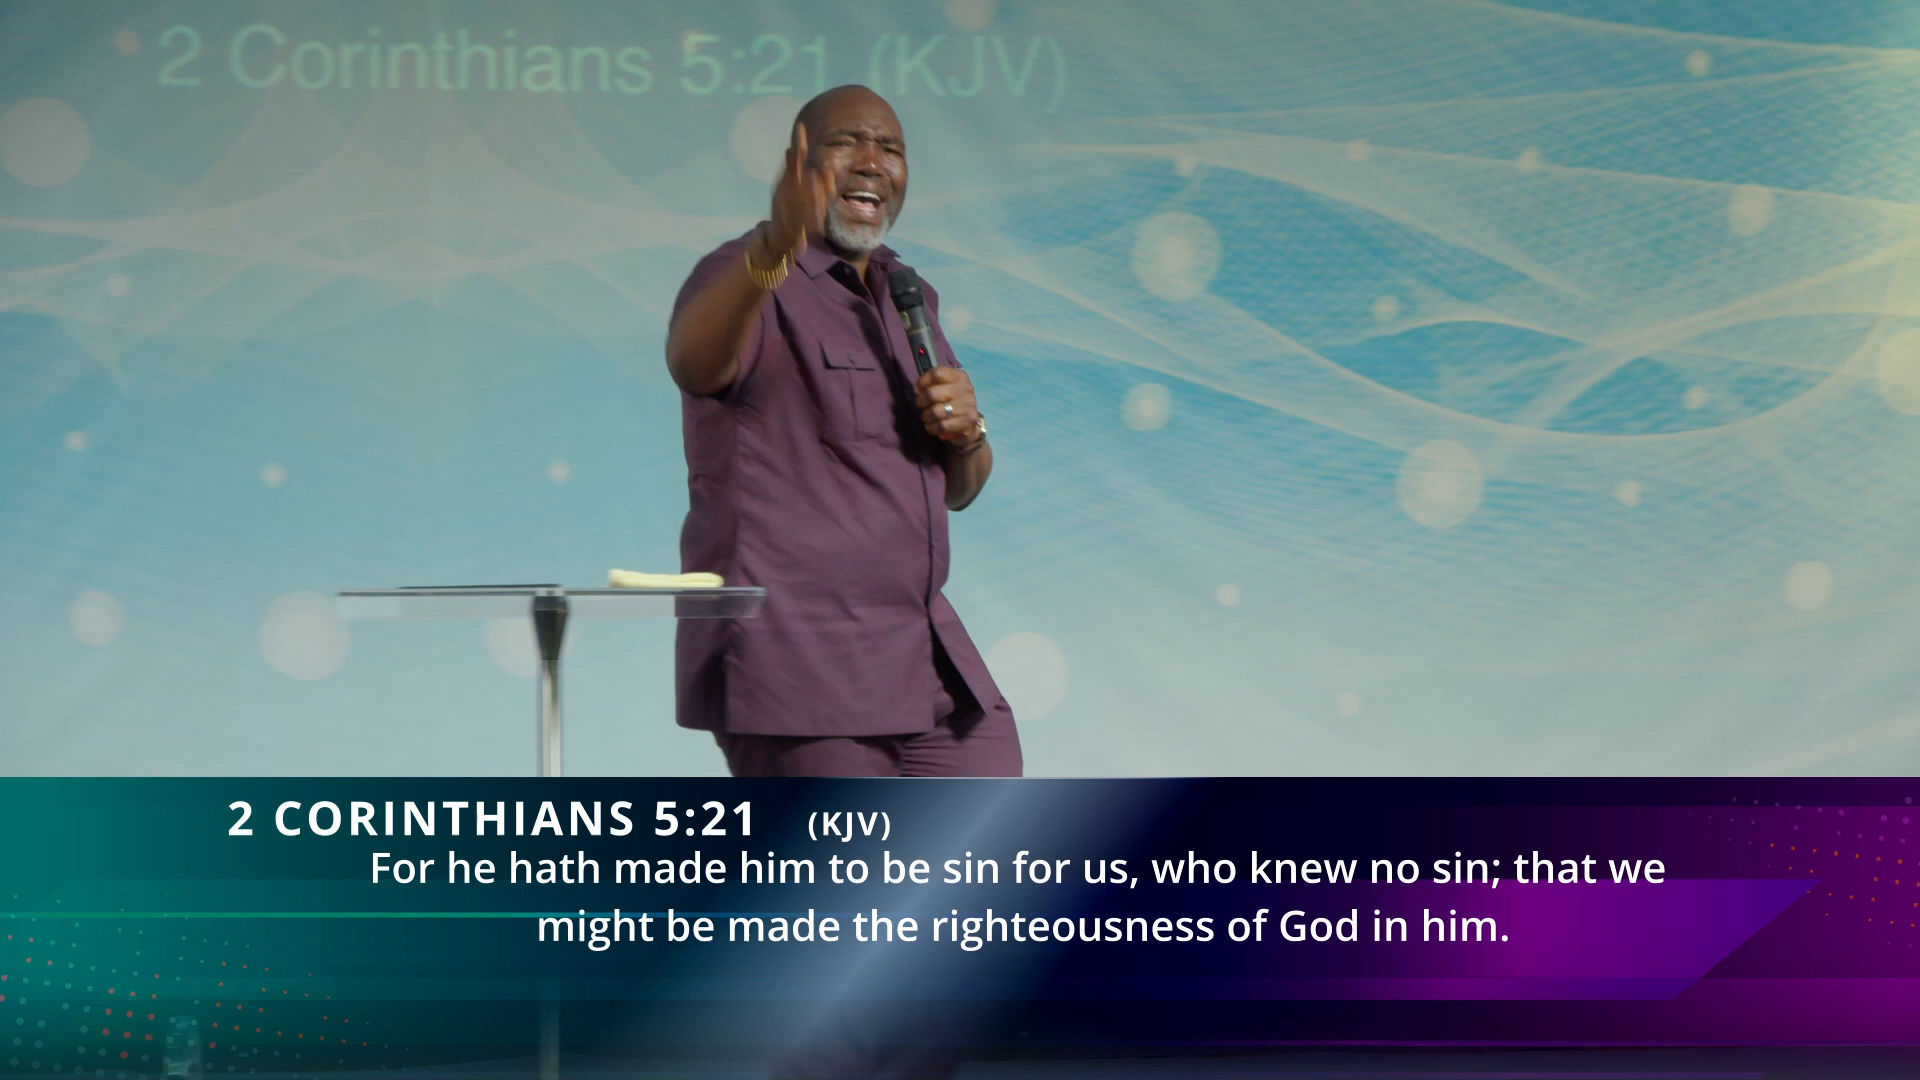 2 Corinthians 5:21 (KJV)
2 CORINTHIANS 5:21 (KJV)
For he hath made him to be sin for us, who knew no sin; that we
might be made the righteousness of God in him.